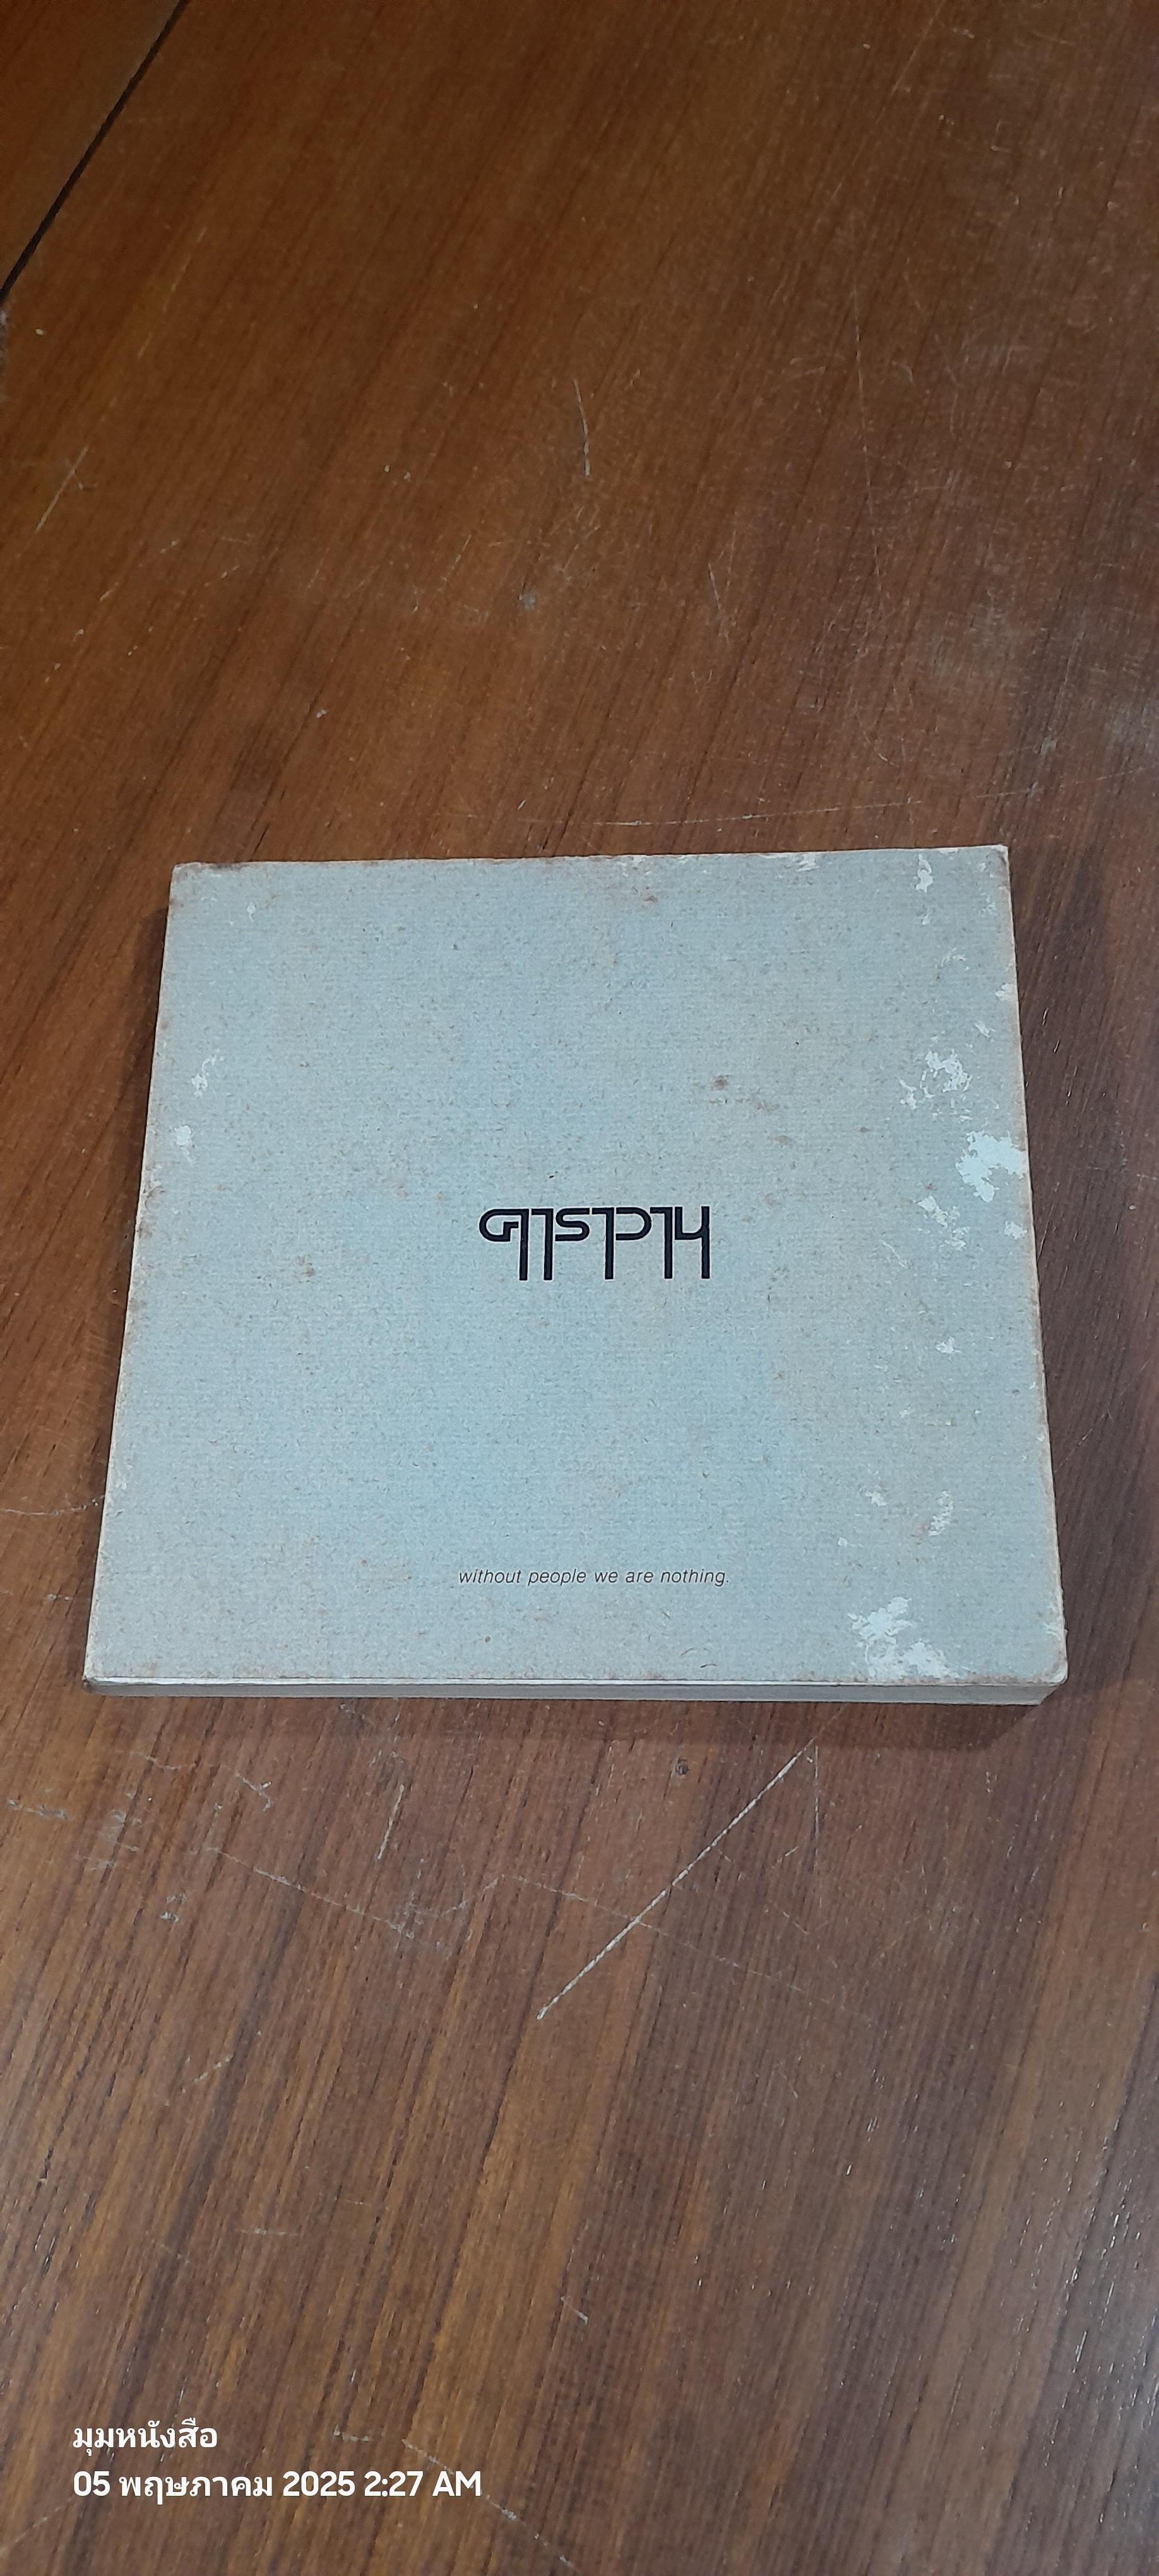 without people we are nothing.
มุมหนังสือ
05 พฤษภาคม 2025 2:27 AM